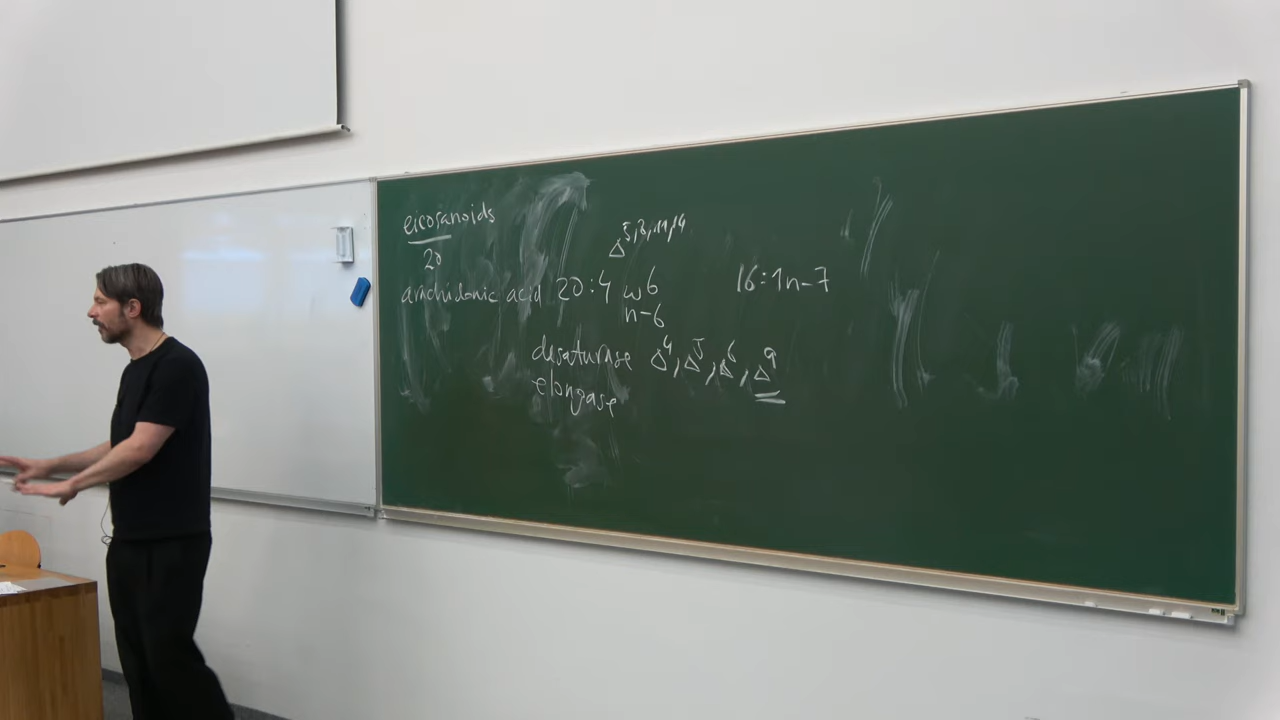 eicosanoids
20
Δ5,8,11,14
arachidonic acid 20:4 ω6
n-6
16:1n-7
desaturase Δ4, Δ5, Δ6, Δ9
elongase